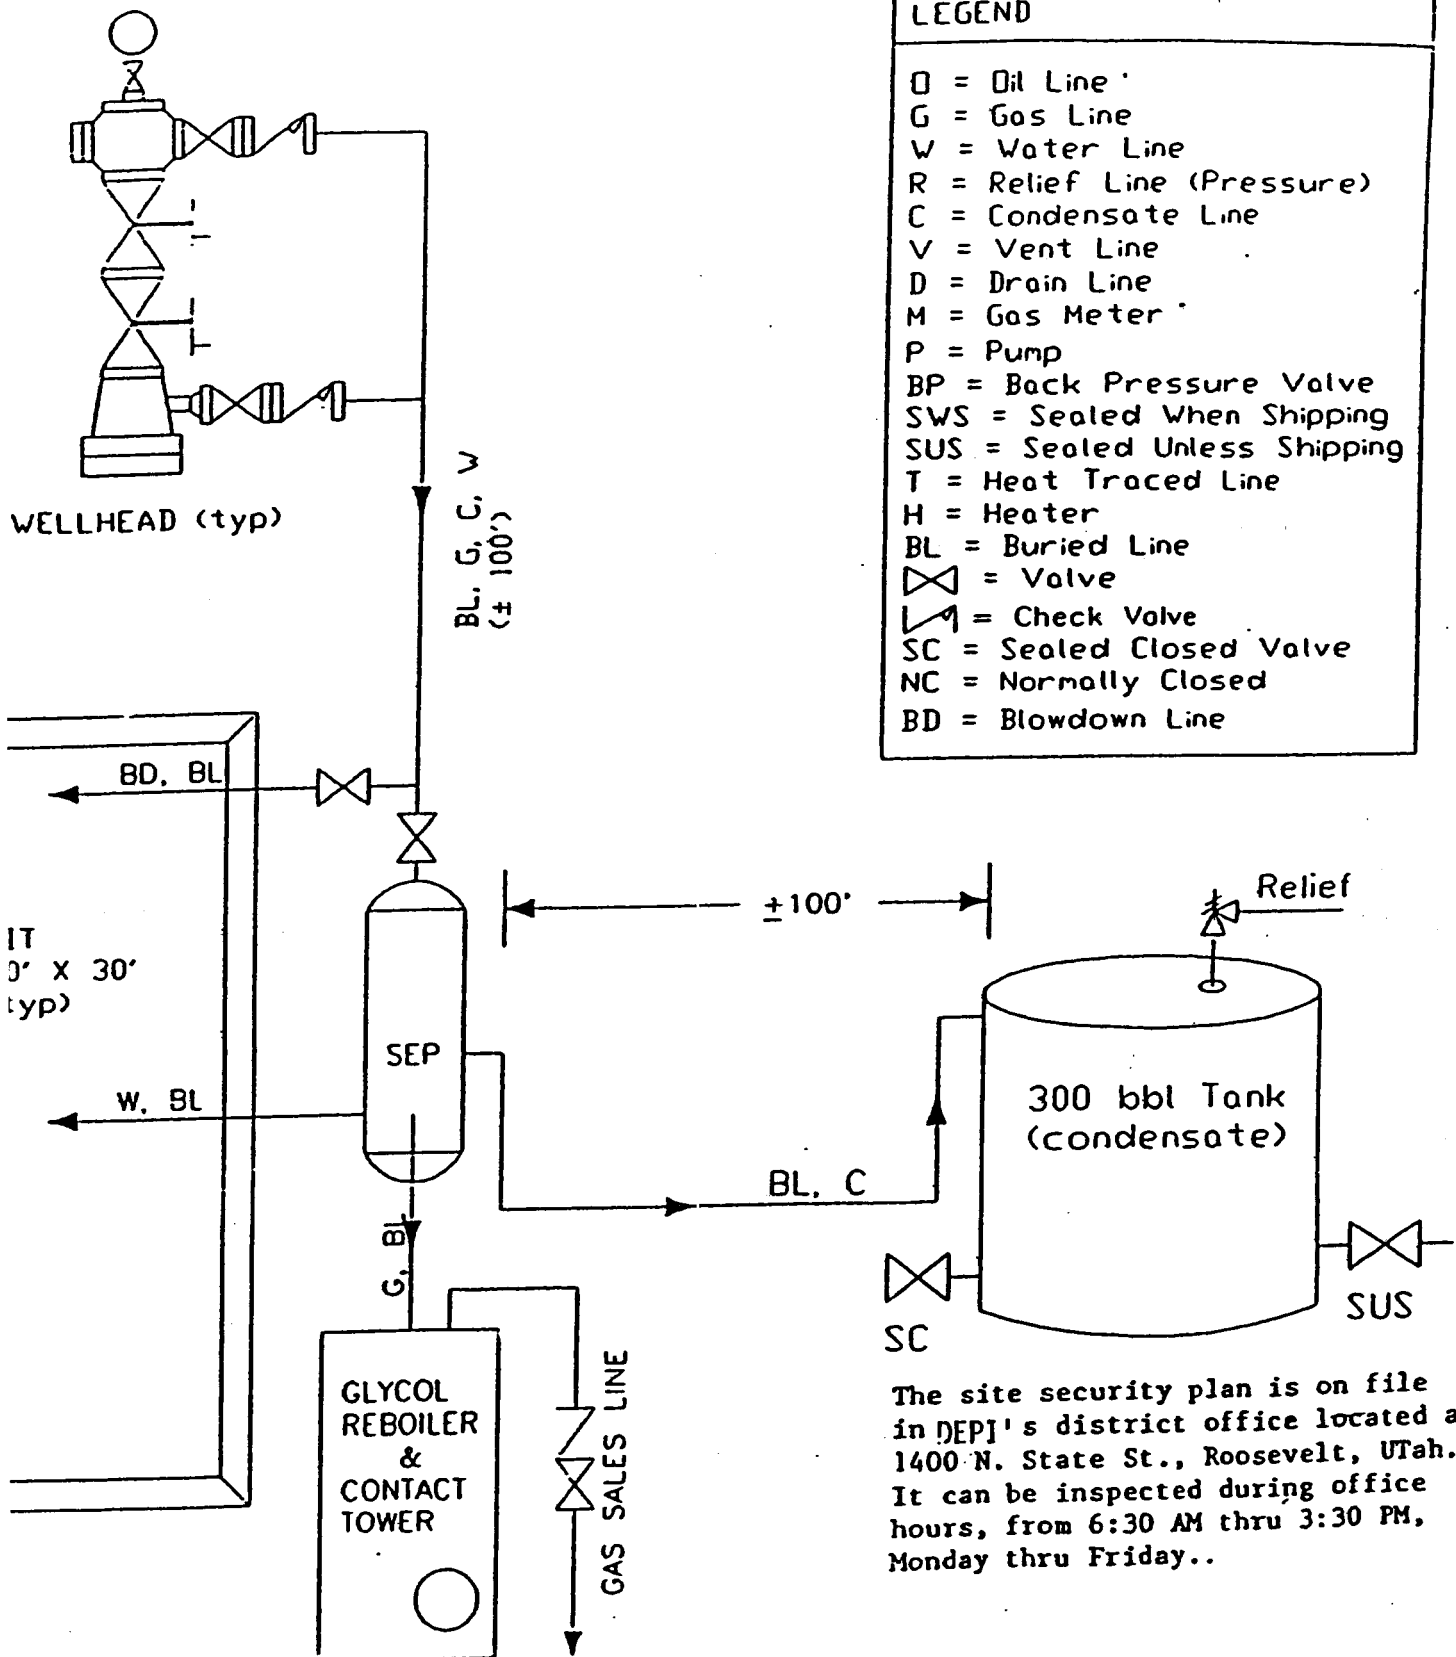 LEGEND
O = Oil Line
G = Gas Line
W = Water Line
R = Relief Line (Pressure)
C = Condensate Line
V = Vent Line
D = Drain Line
M = Gas Meter
P = Pump
BP = Back Pressure Valve
SWS = Sealed When Shipping
SUS = Sealed Unless Shipping
T = Heat Traced Line
H = Heater
BL = Buried Line
= Valve
= Check Valve
SC = Sealed Closed Valve
NC = Normally Closed
BD = Blowdown Line
WELLHEAD (typ)
BL, G, C, W
(± 100')
BD, BL
IT
0' X 30'
typ)
W, BL
SEP
±100'
Relief
300 bbl Tank
(condensate)
BL, C
G, BL
SC
SUS
GLYCOL
REBOILER
&
CONTACT
TOWER
GAS SALES LINE
The site security plan is on file
in DEPI's district office located a
1400 N. State St., Roosevelt, UTah.
It can be inspected during office
hours, from 6:30 AM thru 3:30 PM,
Monday thru Friday..